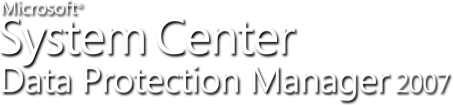 Microsoft®
System Center
Data Protection Manager 2007